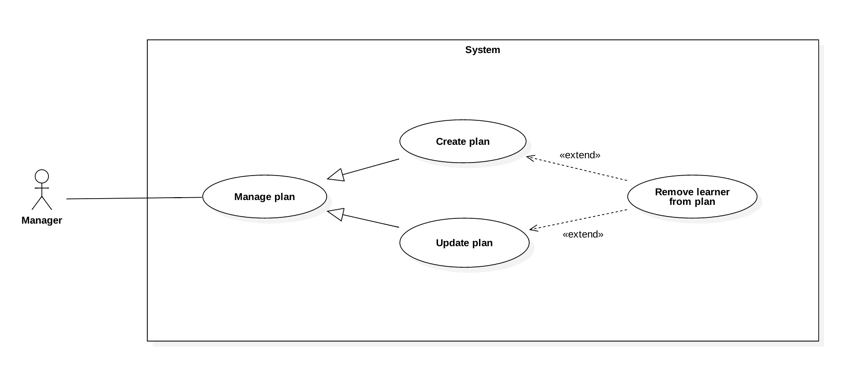 System
Create plan
«extend»
Manage plan
Remove learner
from plan
Manager
«extend»
Update plan